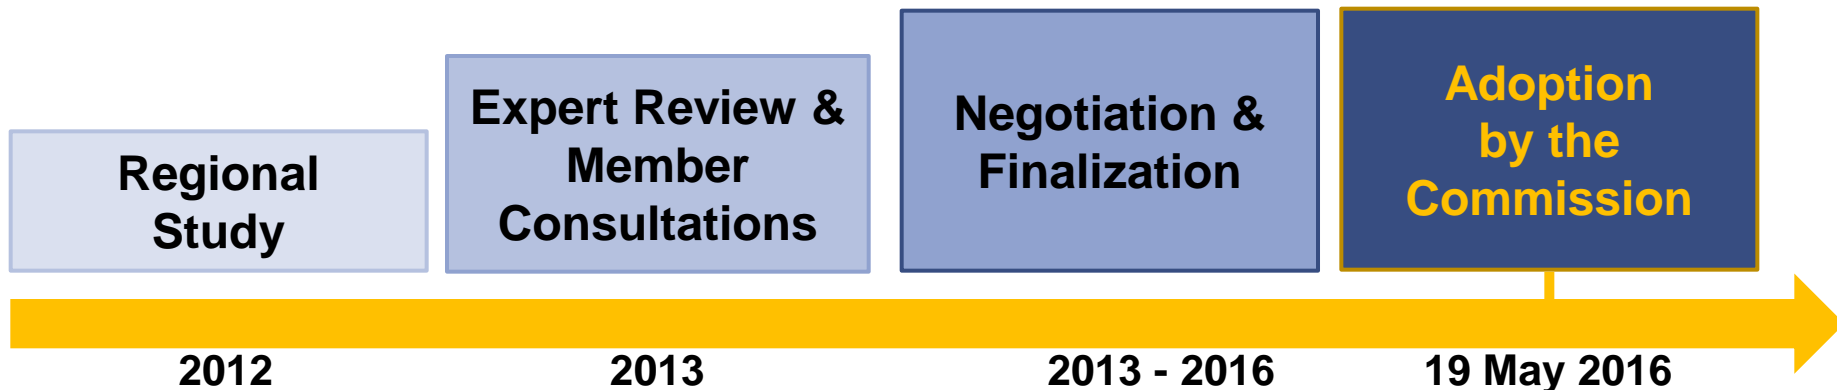 Regional
Study
Expert Review &
Member
Consultations
Negotiation &
Finalization
Adoption
by the
Commission
2012
2013
2013 - 2016
19 May 2016